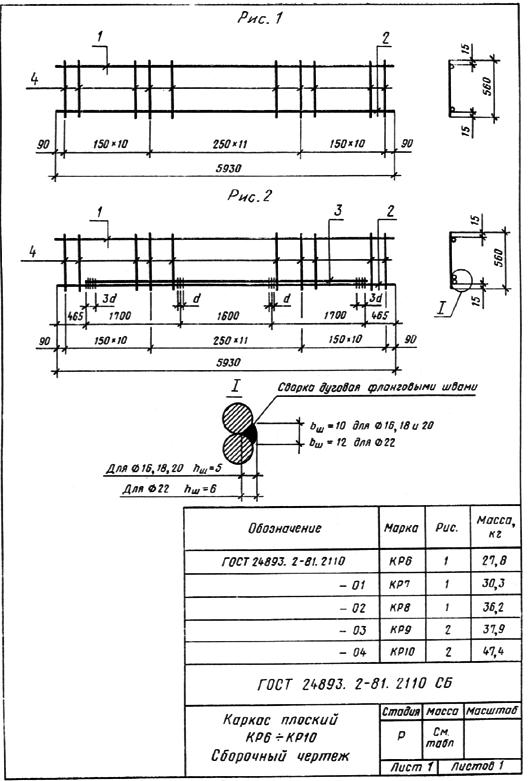 Рис. 1
1
2
4
15
560
15
90
150×10
250×11
150×10
90
5930
Рис. 2
1
3
2
4
15
560
15
I
3d
d
d
3d
465
1700
1600
1700
465
90
150×10
250×11
150×10
90
5930
I
Сварка дуговая фланговыми швами
bш=10 для Ф16, 18 и 20
bш=12 для Ф22
Для Ф16, 18, 20 hш=5
Для Ф22 hш=6
Обозначение Марка Рис. Масса, кг
ГОСТ 24893. 2-81. 2110 КР6 1 27,8
- 01 КР7 1 30,3
- 02 КР8 1 36,2
- 03 КР9 2 37,9
- 04 КР10 2 47,4
ГОСТ 24893. 2-81. 2110 СБ
Каркас плоский
КР6÷КР10
Сборочный чертеж
Стадия Масса Масштаб
Р См. табл
Лист 1 Листов 1